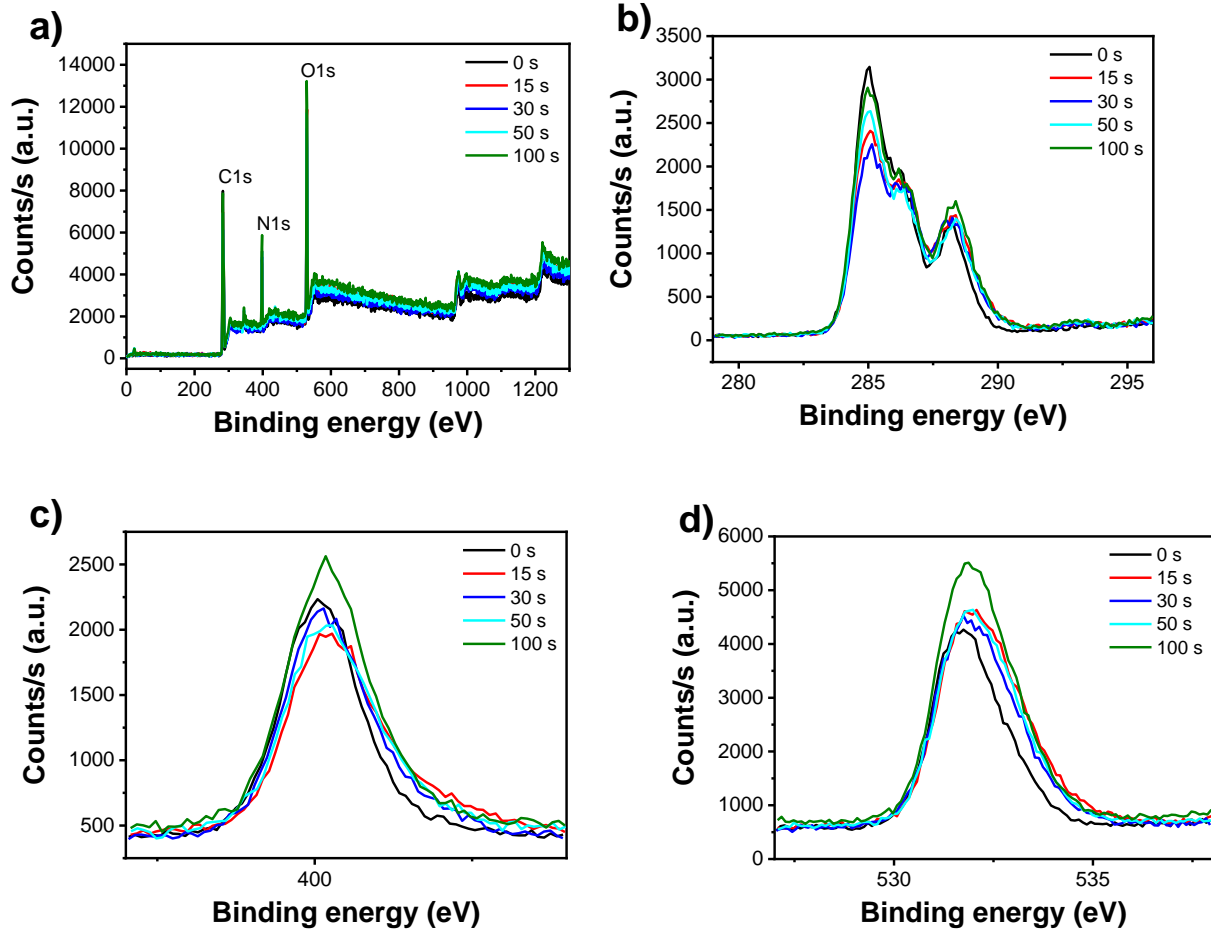 a)
14000
12000
10000
8000
6000
4000
2000
0
Counts/s (a.u.)
C1s
N1s
O1s
0 s
15 s
30 s
50 s
100 s
0 200 400 600 800 1000 1200
Binding energy (eV)
b)
3500
3000
2500
2000
1500
1000
500
0
Counts/s (a.u.)
0 s
15 s
30 s
50 s
100 s
280 285 290 295
Binding energy (eV)
c)
2500
2000
1500
1000
500
Counts/s (a.u.)
0 s
15 s
30 s
50 s
100 s
400
Binding energy (eV)
d)
6000
5000
4000
3000
2000
1000
0
Counts/s (a.u.)
0 s
15 s
30 s
50 s
100 s
530 535
Binding energy (eV)